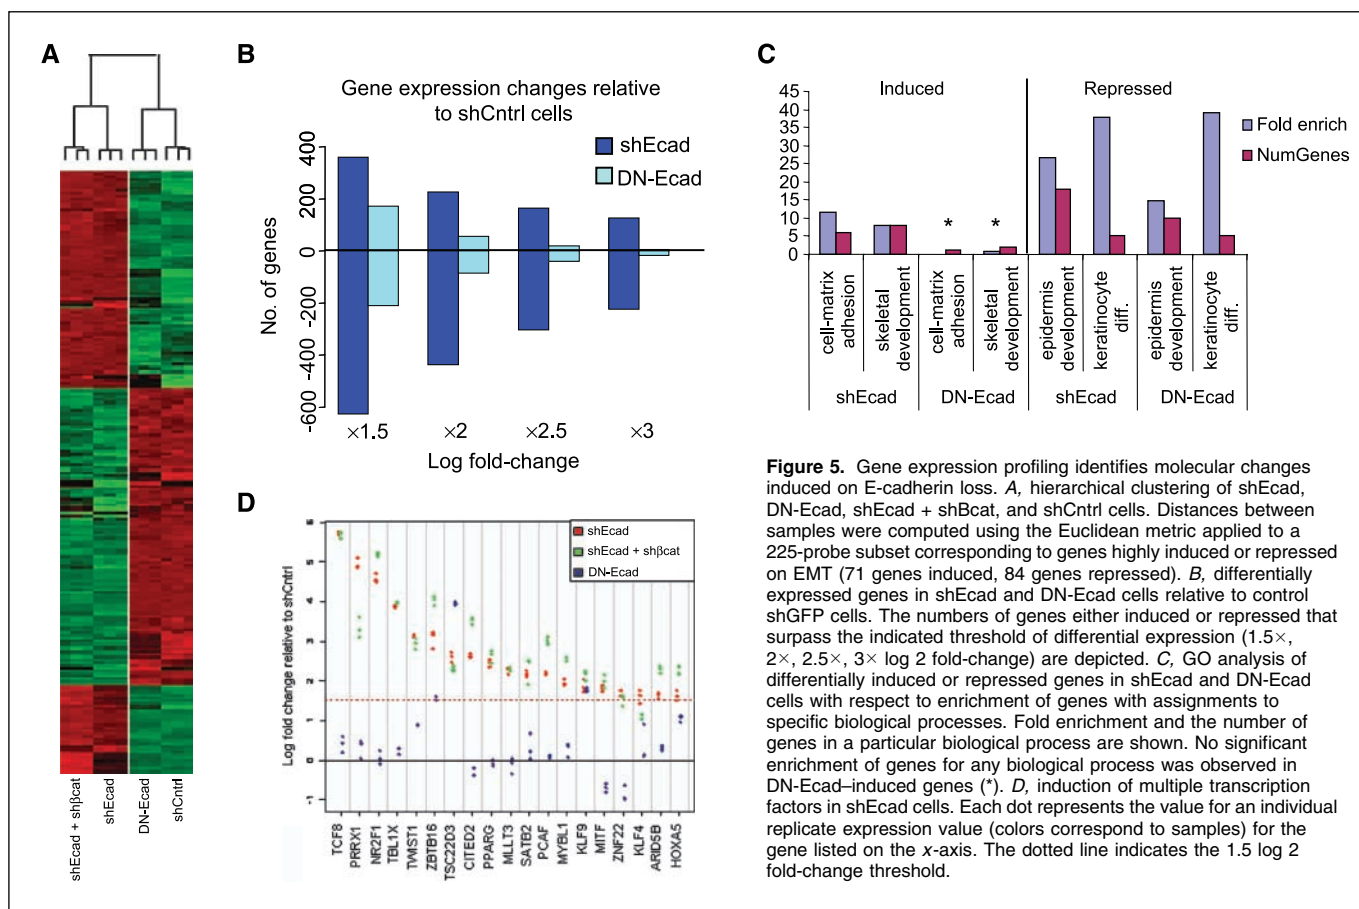 A
shEcad + shβcat
shEcad
DN-Ecad
shCntrl
B
Gene expression changes relative
to shCntrl cells
shEcad
DN-Ecad
No. of genes
200
400
0
-200
-400
-600
×1.5
×2
×2.5
×3
Log fold-change
C
45
40
35
30
25
20
15
10
5
0
Induced
Repressed
Fold enrich
NumGenes
*
*
cell-matrix
adhesion
skeletal
development
cell-matrix
adhesion
skeletal
development
epidermis
development
keratinocyte
diff.
epidermis
development
keratinocyte
diff.
shEcad
DN-Ecad
shEcad
DN-Ecad
D
shEcad
shEcad + shβcat
DN-Ecad
Log fold change relative to shCntrl
6
5
4
3
2
1
0
-1
TCF8
PRRX1
NR2F1
TBL1X
TWIST1
ZBTB16
TSC22D3
CITED2
PPARG
MLLT3
SATB2
PCAF
MYBL1
KLF9
MITF
ZNF22
KLF4
ARID5B
HOXA5
Figure 5. Gene expression profiling identifies molecular changes
induced on E-cadherin loss. A, hierarchical clustering of shEcad,
DN-Ecad, shEcad + shBcat, and shCntrl cells. Distances between
samples were computed using the Euclidean metric applied to a
225-probe subset corresponding to genes highly induced or repressed
on EMT (71 genes induced, 84 genes repressed). B, differentially
expressed genes in shEcad and DN-Ecad cells relative to control
shGFP cells. The numbers of genes either induced or repressed that
surpass the indicated threshold of differential expression (1.5×,
2×, 2.5×, 3× log 2 fold-change) are depicted. C, GO analysis of
differentially induced or repressed genes in shEcad and DN-Ecad
cells with respect to enrichment of genes with assignments to
specific biological processes. Fold enrichment and the number of
genes in a particular biological process are shown. No significant
enrichment of genes for any biological process was observed in
DN-Ecad–induced genes (*). D, induction of multiple transcription
factors in shEcad cells. Each dot represents the value for an individual
replicate expression value (colors correspond to samples) for the
gene listed on the x-axis. The dotted line indicates the 1.5 log 2
fold-change threshold.